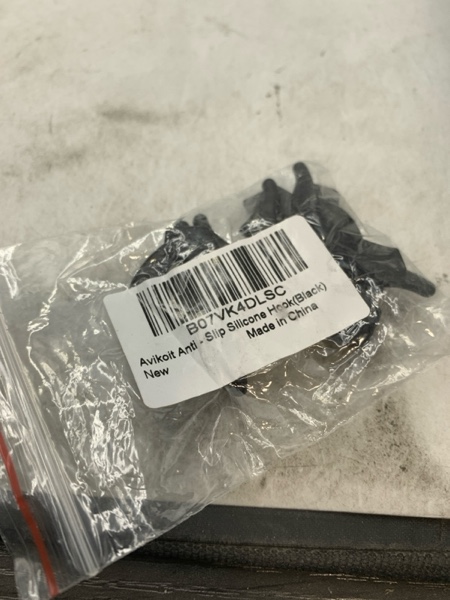 B07VK4DLSC
Avikoit Anti - Slip Silicone Hook(Black)
New Made in China